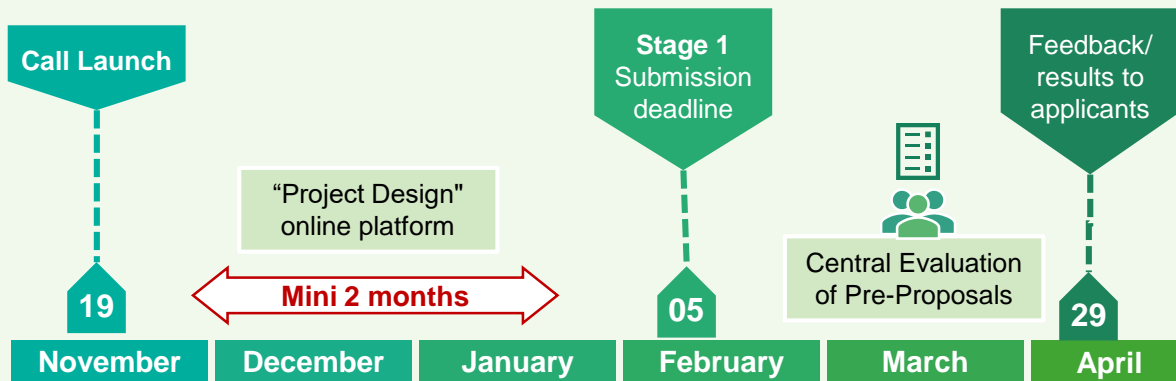 Call Launch
Stage 1
Submission
deadline
Feedback/
results to
applicants
“Project Design"
online platform
Mini 2 months
Central Evaluation
of Pre-Proposals
19
05
29
November
December
January
February
March
April